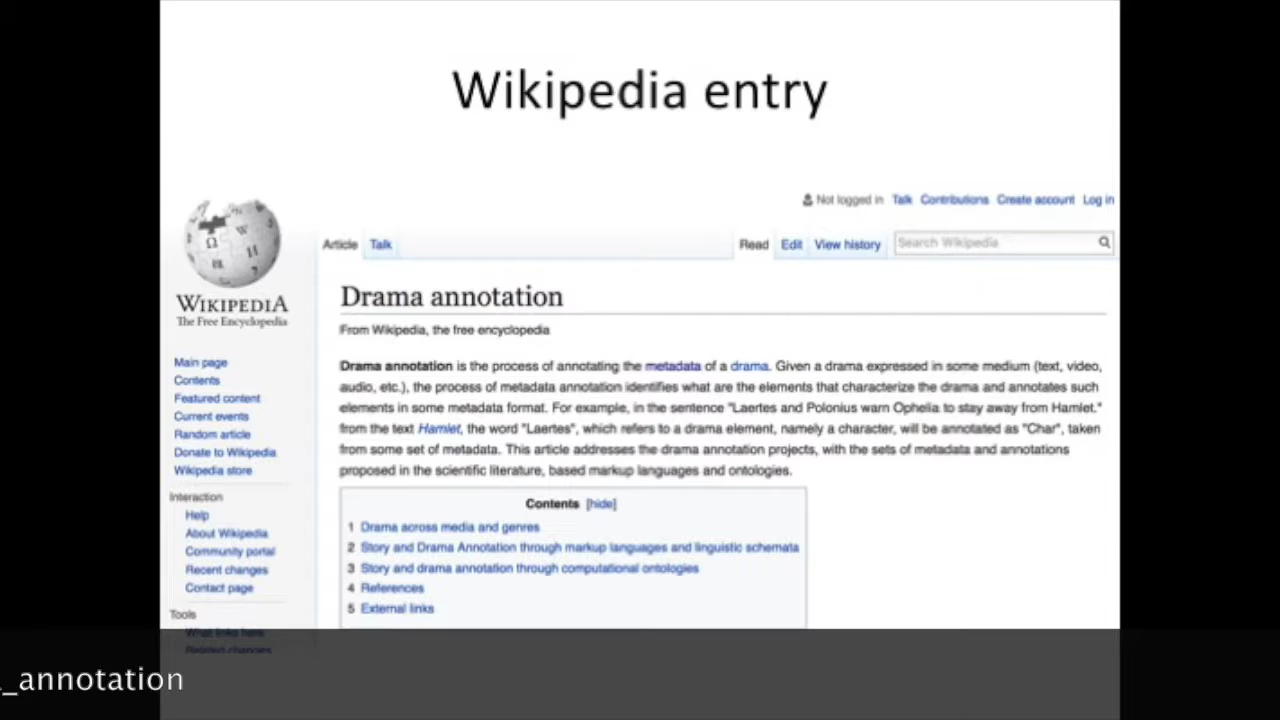 Wikipedia entry
Not logged in Talk Contributions Create account Log in
Article Talk Read Edit View history Search Wikipedia
WIKIPEDIA
The Free Encyclopedia
Drama annotation
From Wikipedia, the free encyclopedia
Main page
Contents
Featured content
Current events
Random article
Donate to Wikipedia
Wikipedia store
Interaction
Help
About Wikipedia
Community portal
Recent changes
Contact page
Tools
What links here
Related changes
Drama annotation is the process of annotating the metadata of a drama. Given a drama expressed in some medium (text, video,
audio, etc.), the process of metadata annotation identifies what are the elements that characterize the drama and annotates such
elements in some metadata format. For example, in the sentence "Laertes and Polonius warn Ophelia to stay away from Hamlet."
from the text Hamlet, the word "Laertes", which refers to a drama element, namely a character, will be annotated as "Char", taken
from some set of metadata. This article addresses the drama annotation projects, with the sets of metadata and annotations
proposed in the scientific literature, based markup languages and ontologies.
Contents [hide]
1 Drama across media and genres
2 Story and Drama Annotation through markup languages and linguistic schemata
3 Story and drama annotation through computational ontologies
4 References
5 External links
_annotation